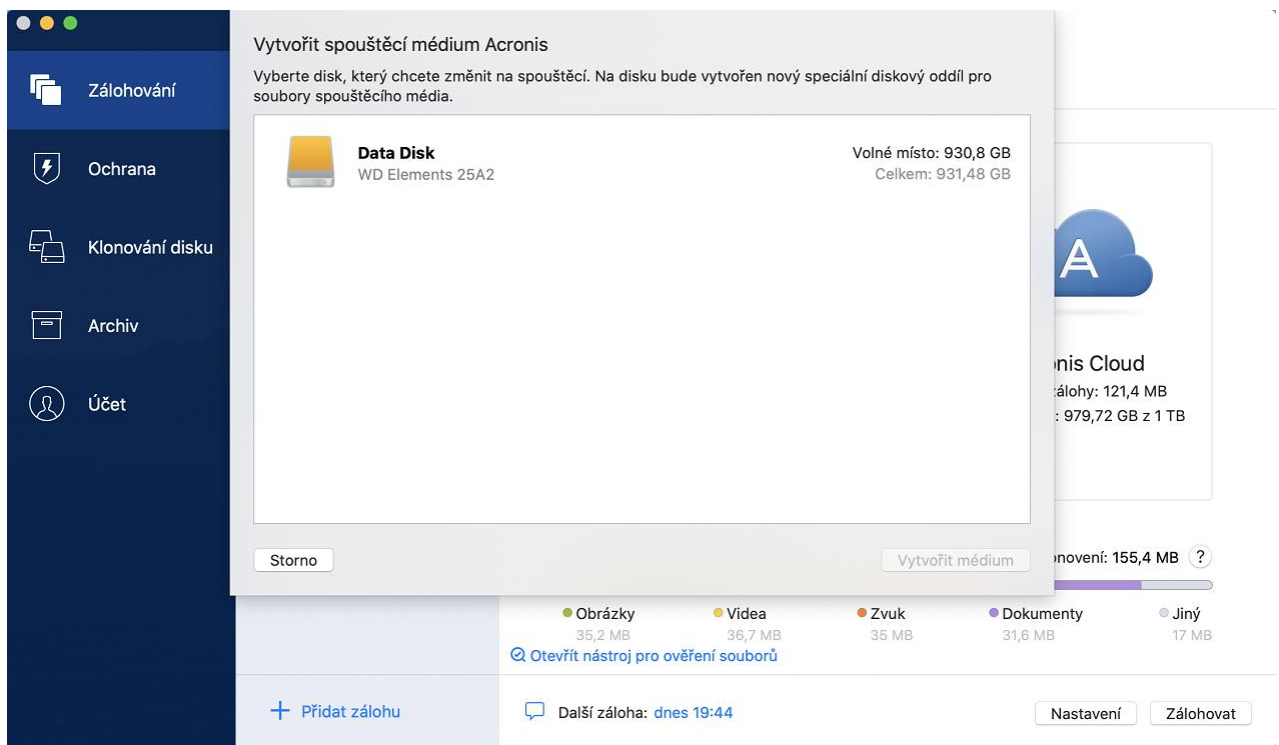 Zálohování
Ochrana
Klonování disku
Archiv
Účet
Vytvořit spouštěcí médium Acronis
Vyberte disk, který chcete změnit na spouštěcí. Na disku bude vytvořen nový speciální diskový oddíl pro
soubory spouštěcího média.
Data Disk
WD Elements 25A2
Volné místo: 930,8 GB
Celkem: 931,48 GB
Storno
Vytvořit médium
Cloud
121,4 MB
: 979,72 GB z 1 TB
155,4 MB ?
Obrázky
35,2 MB
Videa
36,7 MB
Zvuk
35 MB
Dokumenty
31,6 MB
Jiný
17 MB
Otevřít nástroj pro ověření souborů
Přidat zálohu
Další záloha: dnes 19:44
Nastavení
Zálohovat